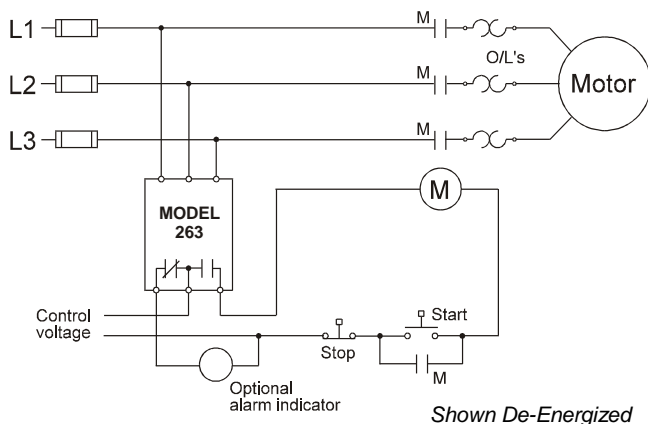 L1
M
O/L's
L2
M
Motor
L3
M
MODEL
263
M
Control
voltage
Start
Stop
M
Optional
alarm indicator
Shown De-Energized